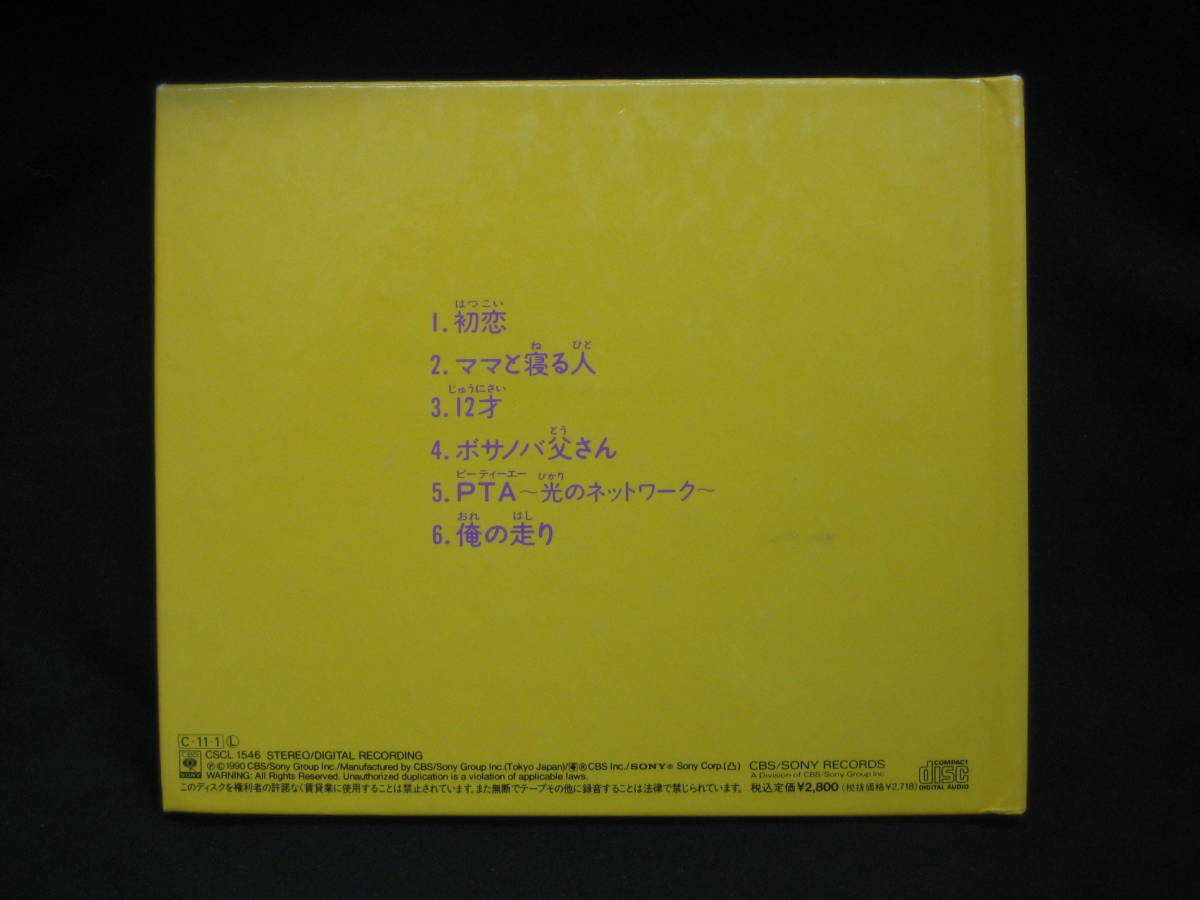 はつこい
1.初恋
ね ひと
2.ママと寝る人
じゅうにさい
3.12才
とう
4.ボサノバ父さん
ピーティーエー ひかり
5.PTA～光のネットワーク～
おれ はし
6.俺の走り
C・11・1 L
CBS SONY
CSCL 1546 STEREO/DIGITAL RECORDING
℗©1990 CBS/Sony Group Inc./Manufactured by CBS/Sony Group Inc.(Tokyo Japan)/®CBS Inc./SONY® Sony Corp.(凸)
WARNING: All Rights Reserved. Unauthorized duplication is a violation of applicable laws.
このディスクを権利者の許諾なく賃貸業に使用することは禁止されています。また無断でテープその他に録音することは法律で禁じられています。
CBS/SONY RECORDS
A Division of CBS/Sony Group Inc.
税込定価¥2,800(税抜価格¥2,718)
COMPACT
disc
DIGITAL AUDIO